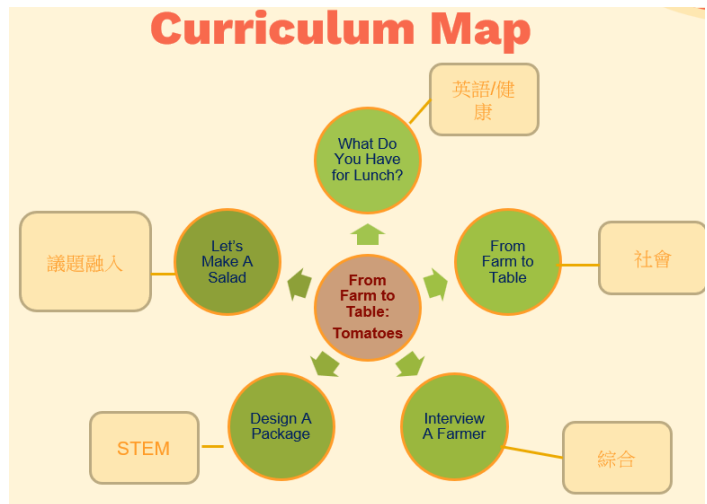 Curriculum Map
英語/健
康
What Do
You Have
for Lunch?
Let's
Make A
Salad
議題融入
From
Farm to
Table
社會
From
Farm to
Table:
Tomatoes
Design A
Package
STEM
Interview
A Farmer
綜合